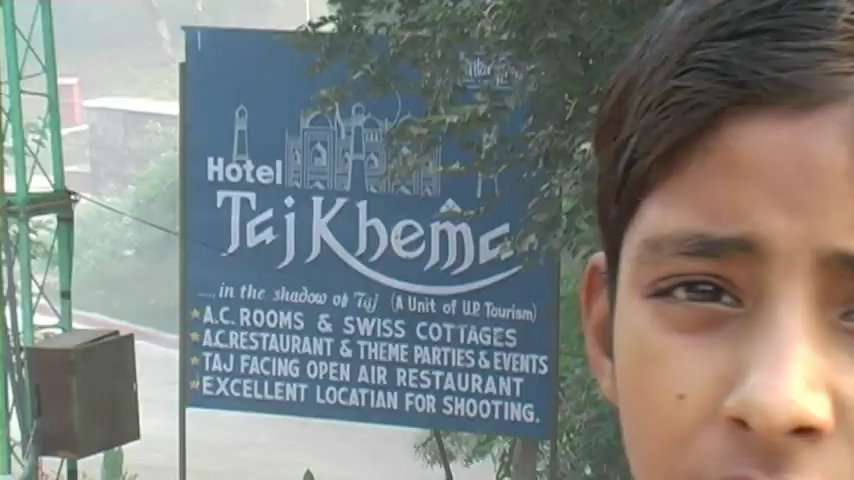 Hotel
Taj Khema
.....in the shadow of Taj (A Unit of U.P. Tourism)
A.C. ROOMS & SWISS COTTAGES
A.C.RESTAURANT & THEME PARTIES & EVENTS
TAJ FACING OPEN AIR RESTAURANT
EXCELLENT LOCATIAN FOR SHOOTING.